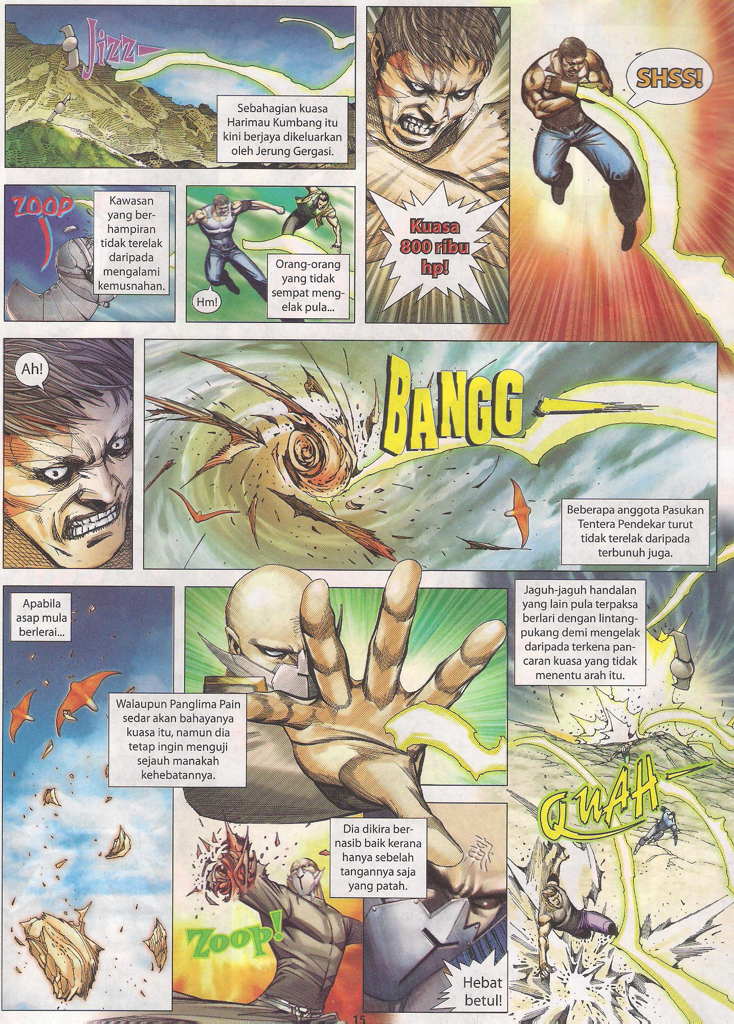 Jizz
Sebahagian kuasa
Harimau Kumbang itu
kini berjaya dikeluarkan
oleh Jerung Gergasi.
SHSS!
Kuasa
800 ribu
hp!
ZOOP
Kawasan
yang ber-
hampiran
tidak terelak
daripada
mengalami
kemusnahan.
Hm!
Orang-orang
yang tidak
sempat meng-
elak pula...
Ah!
BANGG
Beberapa anggota Pasukan
Tentera Pendekar turut
tidak terelak daripada
terbunuh juga.
Apabila
asap mula
berlerai...
Walaupun Panglima Pain
sedar akan bahayanya
kuasa itu, namun dia
tetap ingin menguji
sejauh manakah
kehebatannya.
Jaguh-jaguh handalan
yang lain pula terpaksa
berlari dengan lintang-
pukang demi mengelak
daripada terkena pan-
caran kuasa yang tidak
menentu arah itu.
QUAH
Zoop!
Dia dikira ber-
nasib baik kerana
hanya sebelah
tangannya saja
yang patah.
Hebat
betul!
15